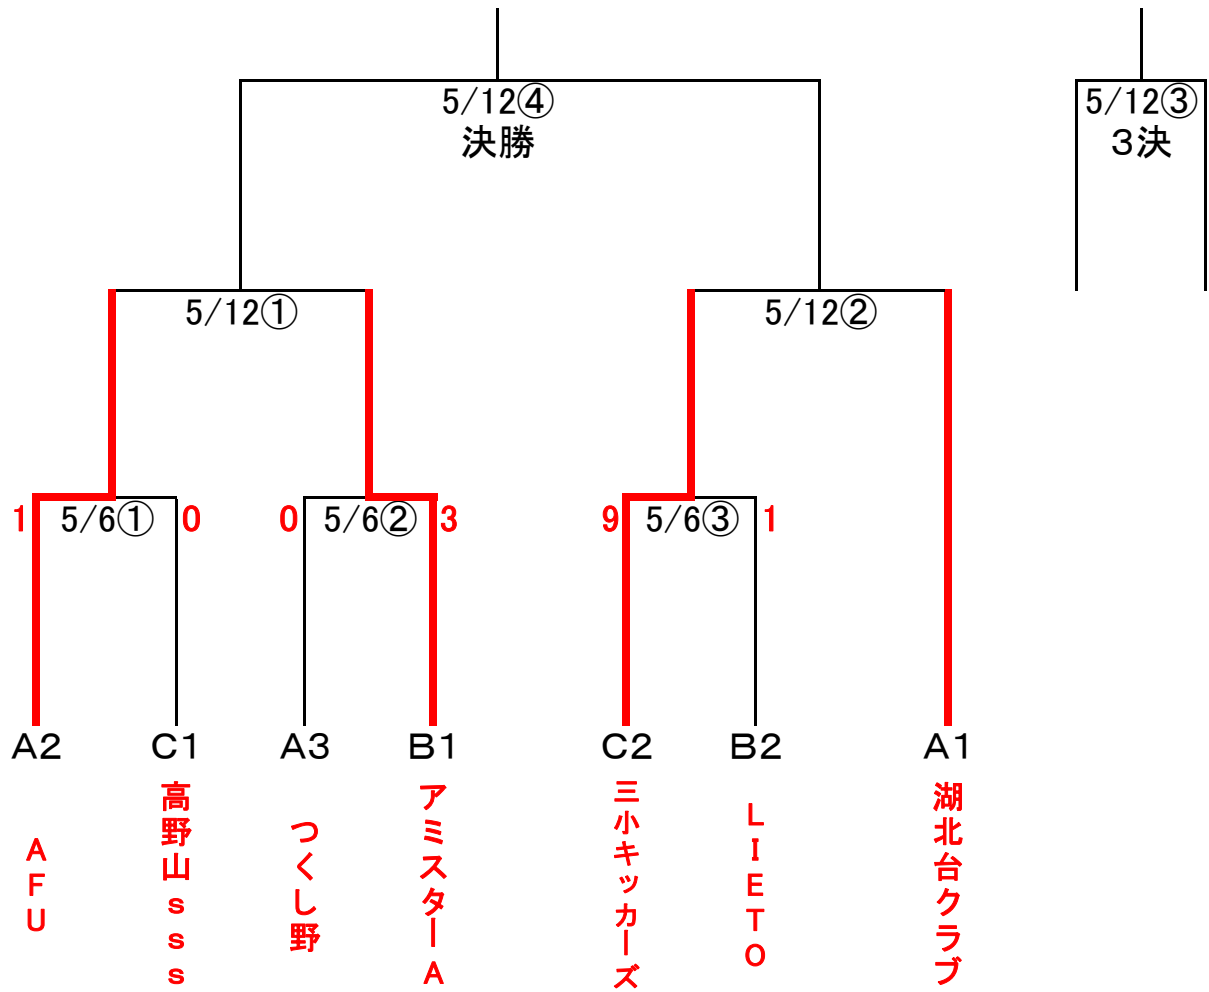 5/12④
決勝
5/12③
３決
5/12①
5/12②
1
5/6①
0
0
5/6②
3
9
5/6③
1
A2
C1
A3
B1
C2
B2
A1
ＡＦＵ
高野山ｓｓｓ
つくし野
アミスターＡ
三小キッカーズ
ＬＩＥＴＯ
湖北台クラブ